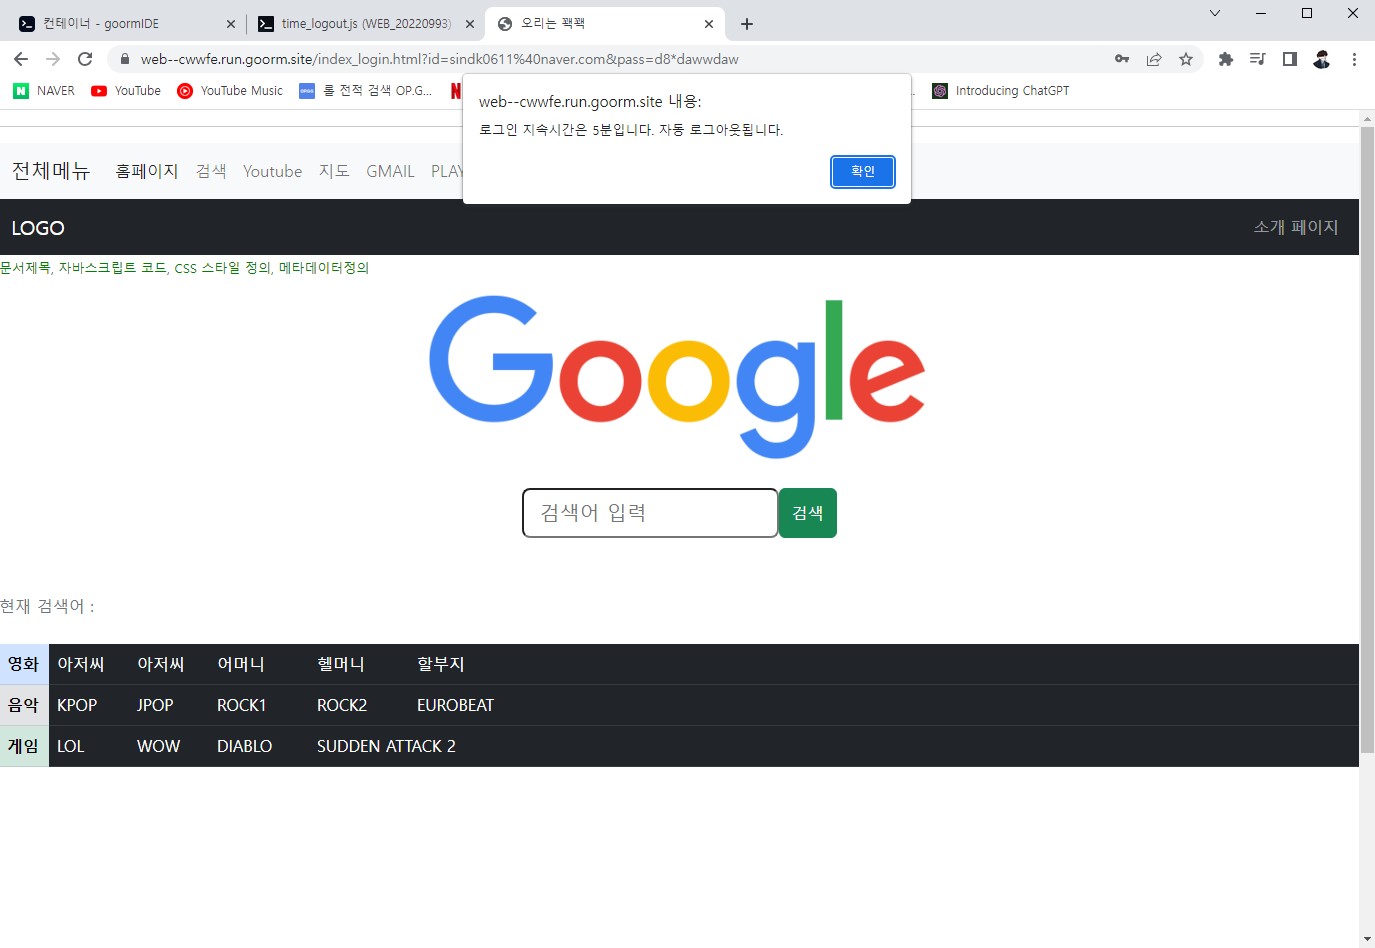 컨테이너 - goormIDE
time_logout.js (WEB_20220993)
오리는 꽥꽥
web--cwwfe.run.goorm.site/index_login.html?id=sindk0611%40naver.com&pass=d8*dawwdaw
NAVER YouTube YouTube Music 롤 전적 검색 OP.G... Introducing ChatGPT
web--cwwfe.run.goorm.site 내용:
로그인 지속시간은 5분입니다. 자동 로그아웃됩니다.
확인
전체메뉴 홈페이지 검색 Youtube 지도 GMAIL PLAY
LOGO 소개 페이지
문서제목, 자바스크립트 코드, CSS 스타일 정의, 메타데이터정의
Google
검색어 입력 검색
현재 검색어 :
영화 아저씨 아저씨 어머니 헬머니 할부지
음악 KPOP JPOP ROCK1 ROCK2 EUROBEAT
게임 LOL WOW DIABLO SUDDEN ATTACK 2